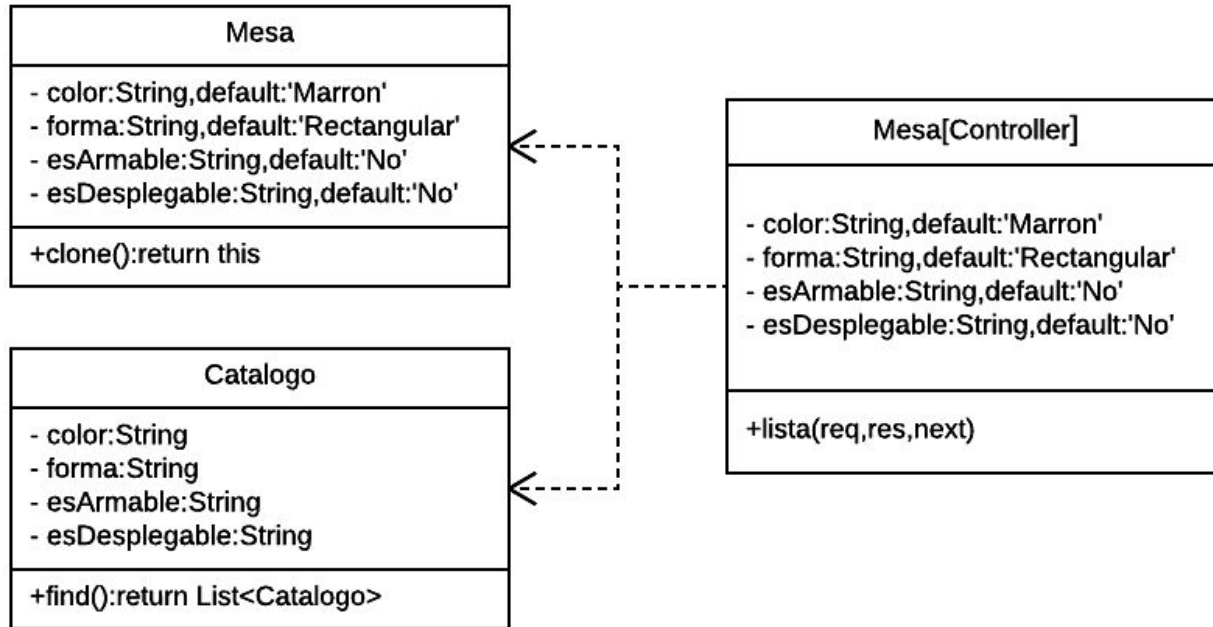 Mesa
- color:String,default:'Marron'
- forma:String,default:'Rectangular'
- esArmable:String,default:'No'
- esDesplegable:String,default:'No'
+clone():return this
Catalogo
- color:String
- forma:String
- esArmable:String
- esDesplegable:String
+find():return List<Catalogo>
Mesa[Controller]
- color:String,default:'Marron'
- forma:String,default:'Rectangular'
- esArmable:String,default:'No'
- esDesplegable:String,default:'No'
+lista(req,res,next)